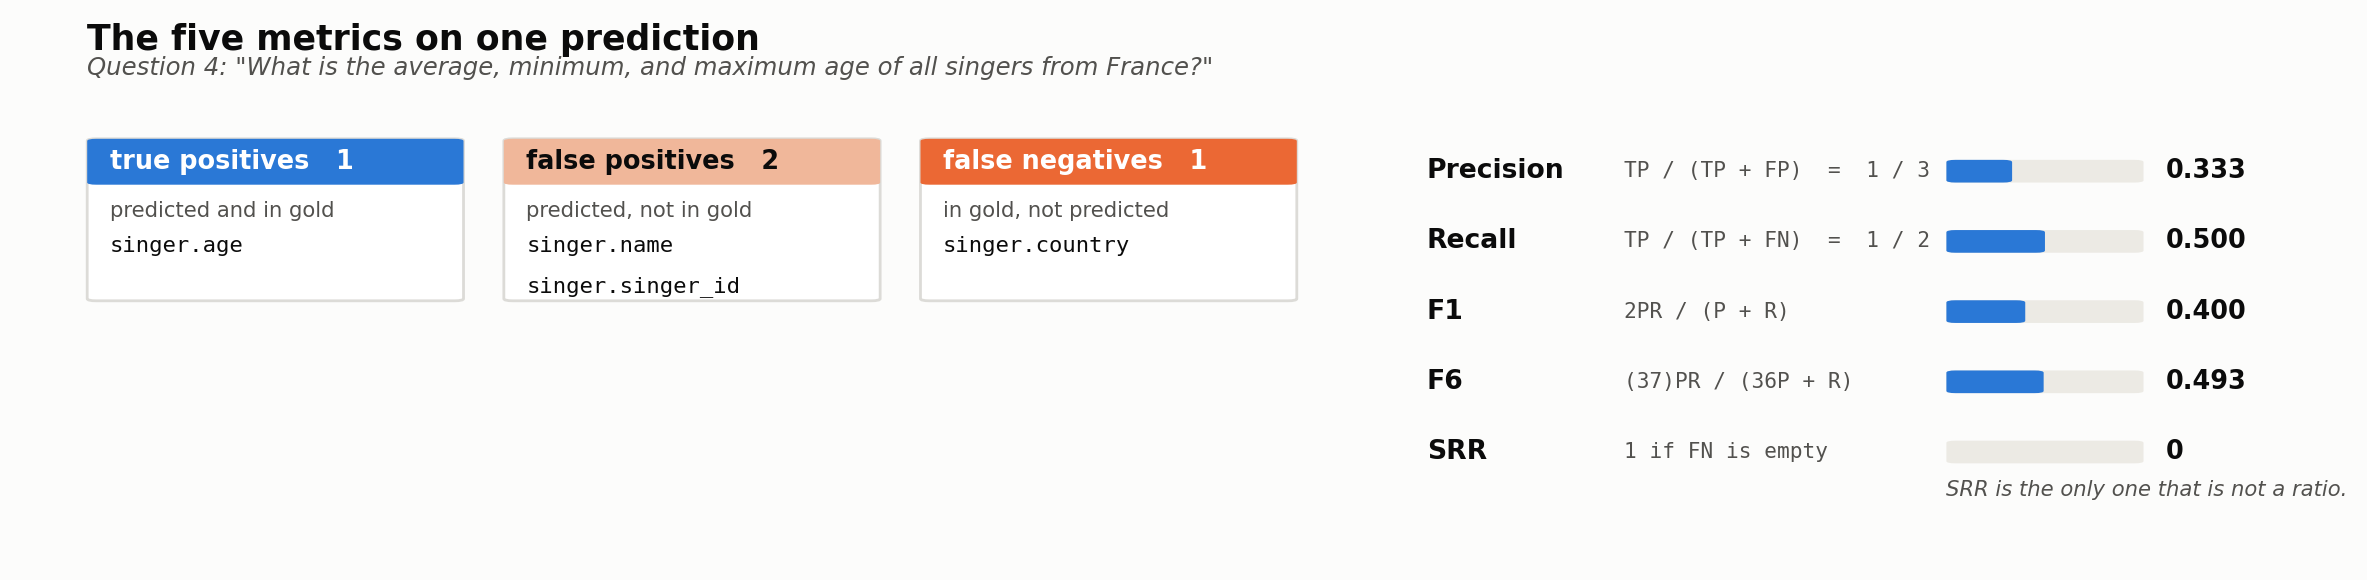 The five metrics on one prediction
Question 4: "What is the average, minimum, and maximum age of all singers from France?"
true positives 1
predicted and in gold
singer.age
false positives 2
predicted, not in gold
singer.name
singer.singer_id
false negatives 1
in gold, not predicted
singer.country
Precision TP / (TP + FP) = 1 / 3 0.333
Recall TP / (TP + FN) = 1 / 2 0.500
F1 2PR / (P + R) 0.400
F6 (37)PR / (36P + R) 0.493
SRR 1 if FN is empty 0
SRR is the only one that is not a ratio.